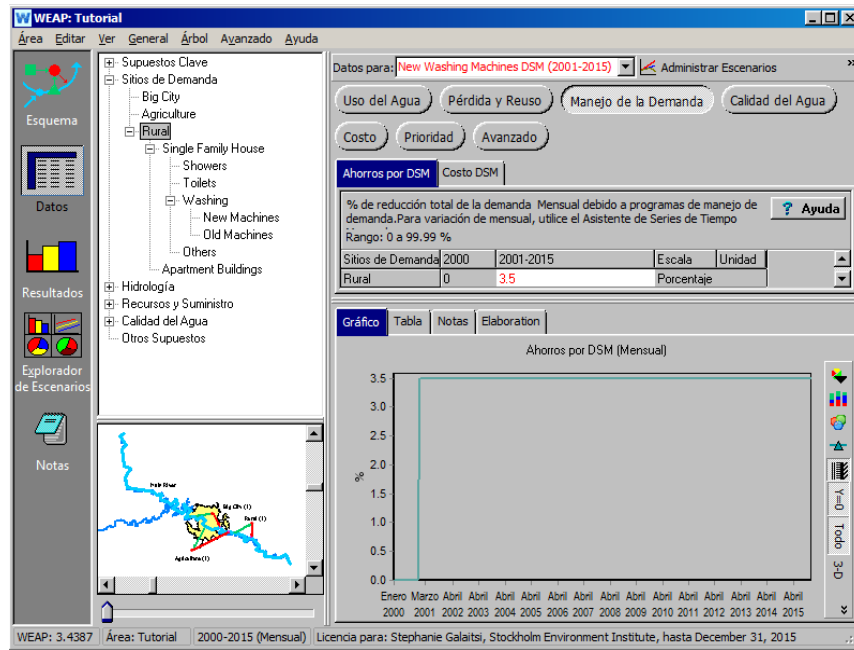 WEAP: Tutorial
Área Editar Ver General Árbol Avanzado Ayuda
Esquema
Datos
Resultados
Explorador
de Escenarios
Notas
Supuestos Clave
Sitios de Demanda
Big City
Agriculture
Rural
Single Family House
Showers
Toilets
Washing
New Machines
Old Machines
Others
Apartment Buildings
Hidrología
Recursos y Suministro
Calidad del Agua
Otros Supuestos
Main River
Big City (1)
Rural (1)
Agriculture (1)
Datos para: New Washing Machines DSM (2001-2015) Administrar Escenarios »
Uso del Agua Pérdida y Reuso Manejo de la Demanda Calidad del Agua
Costo Prioridad Avanzado
Ahorros por DSM Costo DSM
% de reducción total de la demanda Mensual debido a programas de manejo de
demanda.Para variación de mensual, utilice el Asistente de Series de Tiempo
Rango: 0 a 99.99 %
? Ayuda
Sitios de Demanda 2000 2001-2015 Escala Unidad
Rural 0 3.5 Porcentaje
Gráfico Tabla Notas Elaboration
Ahorros por DSM (Mensual)
3.5
3.0
2.5
2.0
1.5
1.0
0.5
0.0
%
Enero Marzo Abril Abril Abril Abril Abril Abril Abril Abril Abril Abril Abril Abril Abril Abril
2000 2001 2002 2003 2004 2005 2006 2007 2008 2009 2010 2011 2012 2013 2014 2015
Y=0
Todo
3-D
WEAP: 3.4387 Área: Tutorial 2000-2015 (Mensual) Licencia para: Stephanie Galaitsi, Stockholm Environment Institute, hasta December 31, 2015